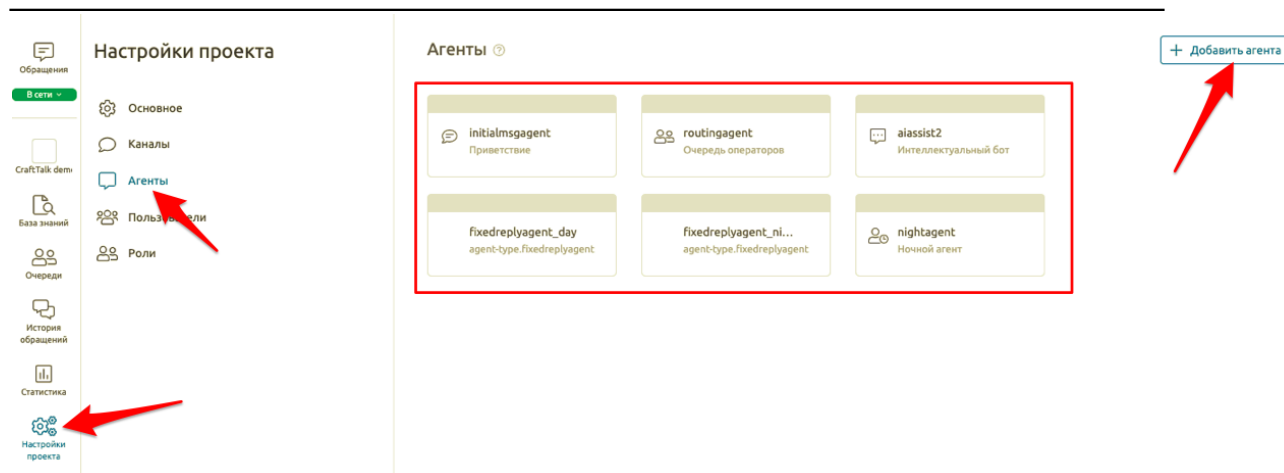 Обращения
В сети
CraftTalk demo
База знаний
Очереди
История
обращений
Статистика
Настройки
проекта
Настройки проекта
Основное
Каналы
Агенты
Пользователи
Роли
Агенты
+ Добавить агента
initialmsgagent
Приветствие
routingagent
Очередь операторов
aiassist2
Интеллектуальный бот
fixedreplyagent_day
agent-type.fixedreplyagent
fixedreplyagent_ni...
agent-type.fixedreplyagent
nightagent
Ночной агент